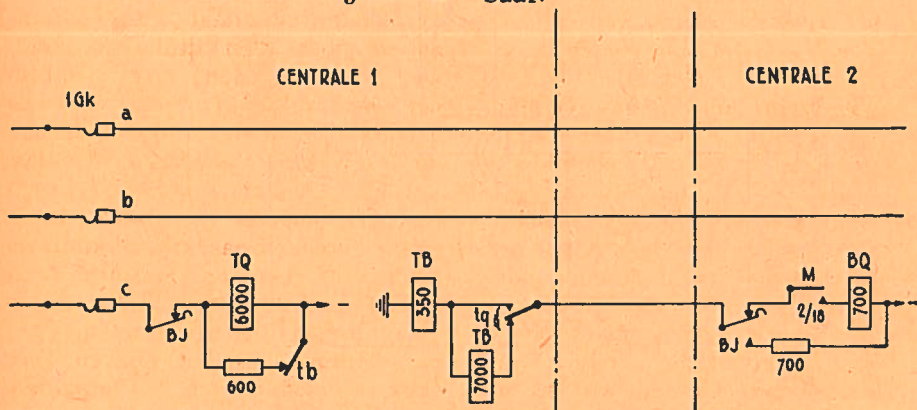 CENTRALE 1
CENTRALE 2
1Gk
a
b
c
TQ
TB
M
BQ
6000
350
tq
TB
2/18
700
BJ
BJ
600
tb
7000
700